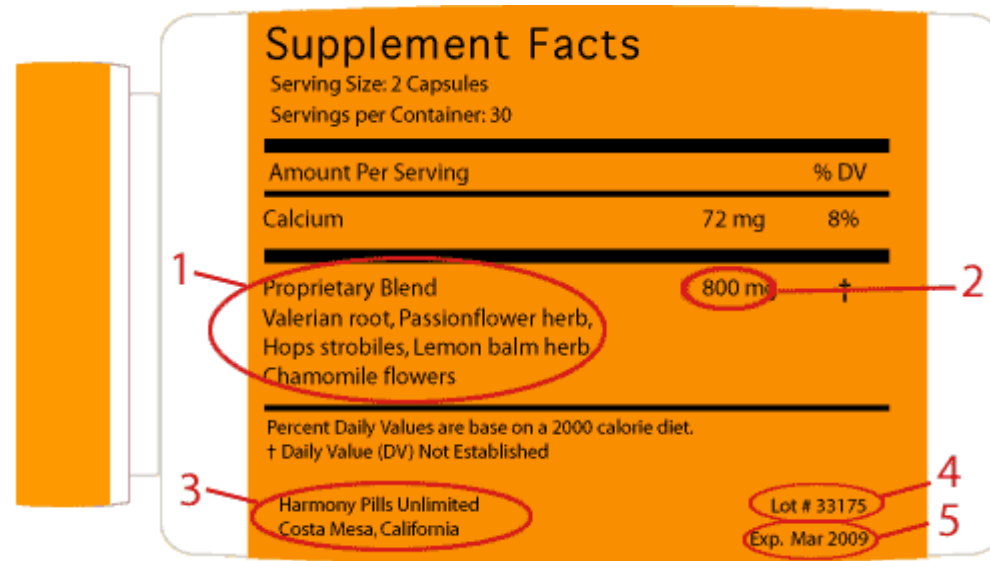 Supplement Facts
Serving Size: 2 Capsules
Servings per Container: 30
Amount Per Serving % DV
Calcium 72 mg 8%
1
Proprietary Blend 800 mg † 2
Valerian root, Passionflower herb,
Hops strobiles, Lemon balm herb
Chamomile flowers
Percent Daily Values are base on a 2000 calorie diet.
† Daily Value (DV) Not Established
3 Harmony Pills Unlimited
Costa Mesa, California
Lot # 33175 4
Exp. Mar 2009 5